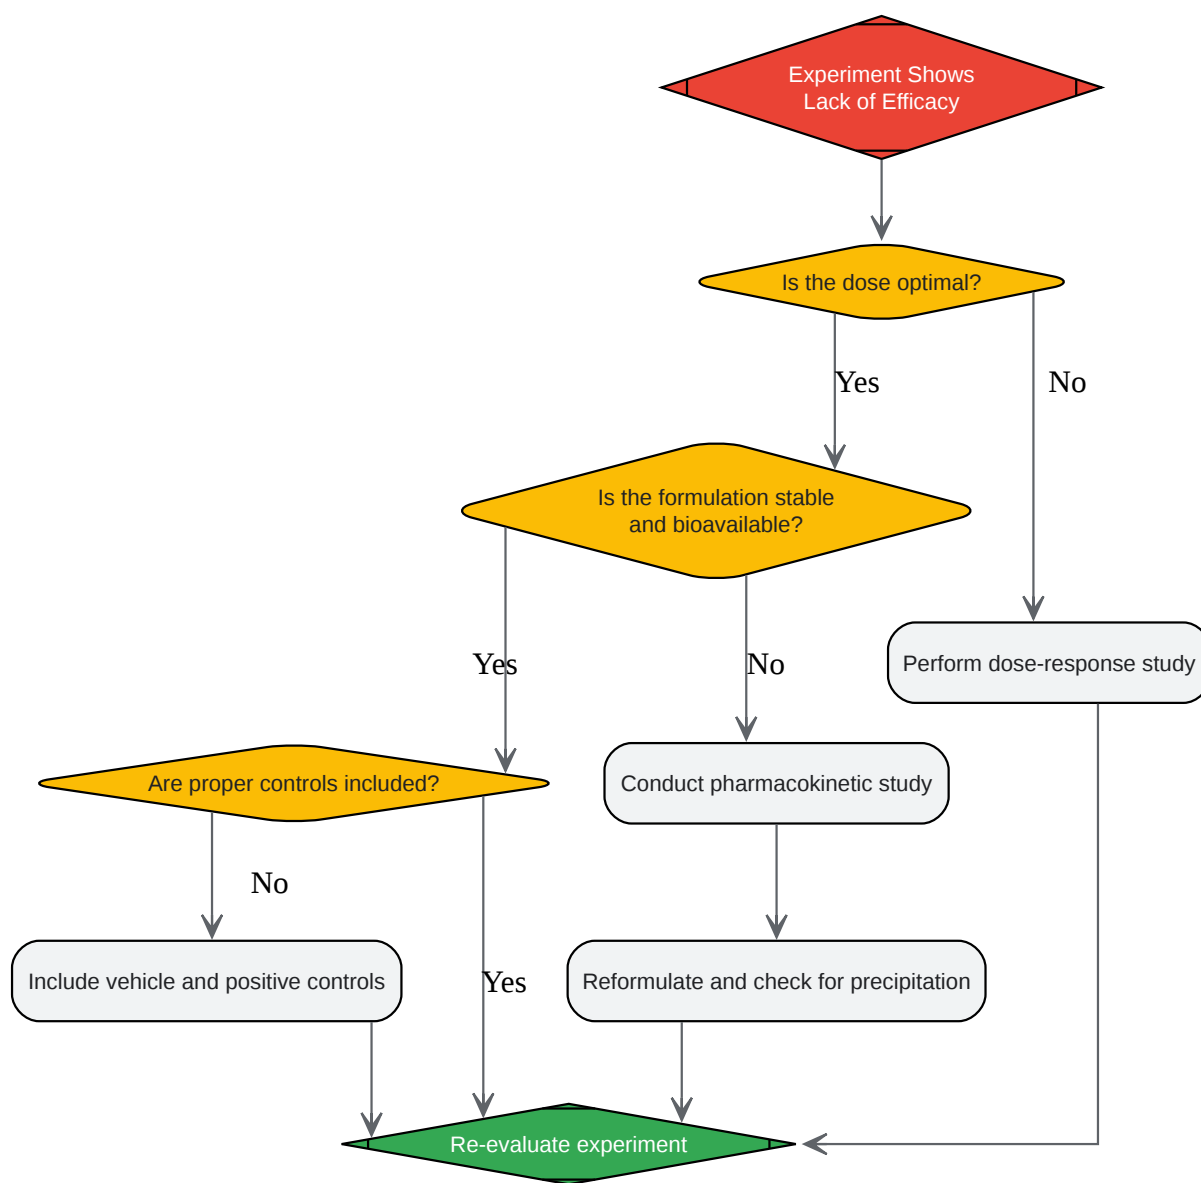 Experiment Shows
Lack of Efficacy
Is the dose optimal?
Yes
No
Is the formulation stable
and bioavailable?
Yes
No
Perform dose-response study
Are proper controls included?
Conduct pharmacokinetic study
No
Yes
Include vehicle and positive controls
Reformulate and check for precipitation
Re-evaluate experiment